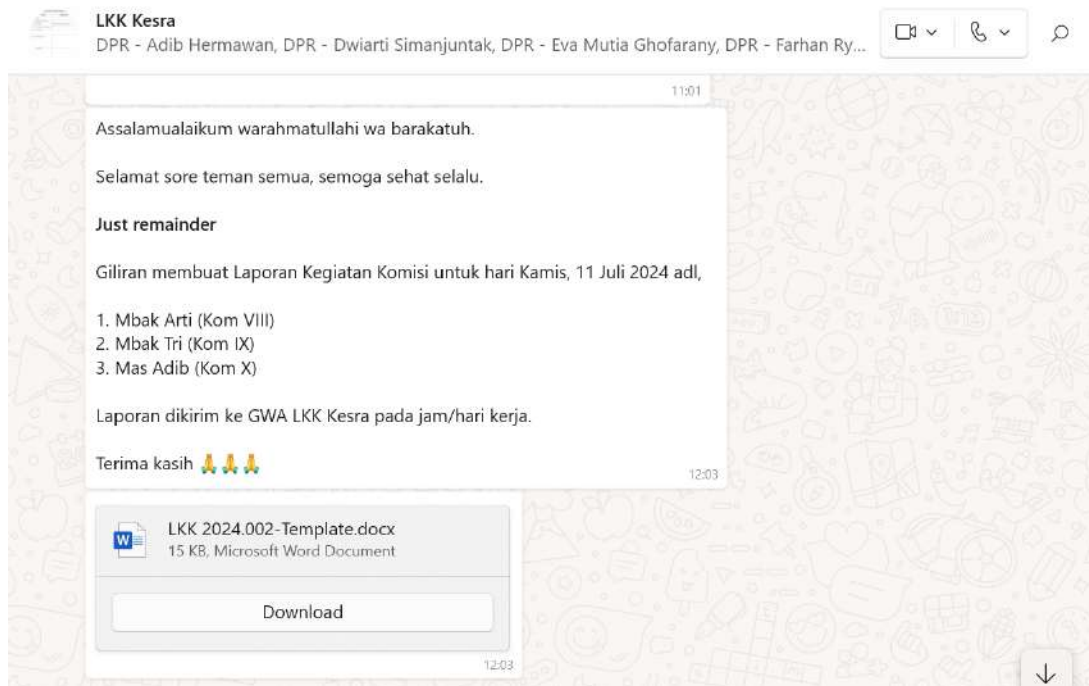 LKK Kesra
DPR - Adib Hermawan, DPR - Dwiarti Simanjuntak, DPR - Eva Mutia Ghofarany, DPR - Farhan Ry...
11:01
Assalamualaikum warahmatullahi wa barakatuh.
Selamat sore teman semua, semoga sehat selalu.
Just remainder
Giliran membuat Laporan Kegiatan Komisi untuk hari Kamis, 11 Juli 2024 adl,
1. Mbak Arti (Kom VIII)
2. Mbak Tri (Kom IX)
3. Mas Adib (Kom X)
Laporan dikirim ke GWA LKK Kesra pada jam/hari kerja.
Terima kasih 🙏🙏🙏
12:03
LKK 2024.002-Template.docx
15 KB, Microsoft Word Document
Download
12:03